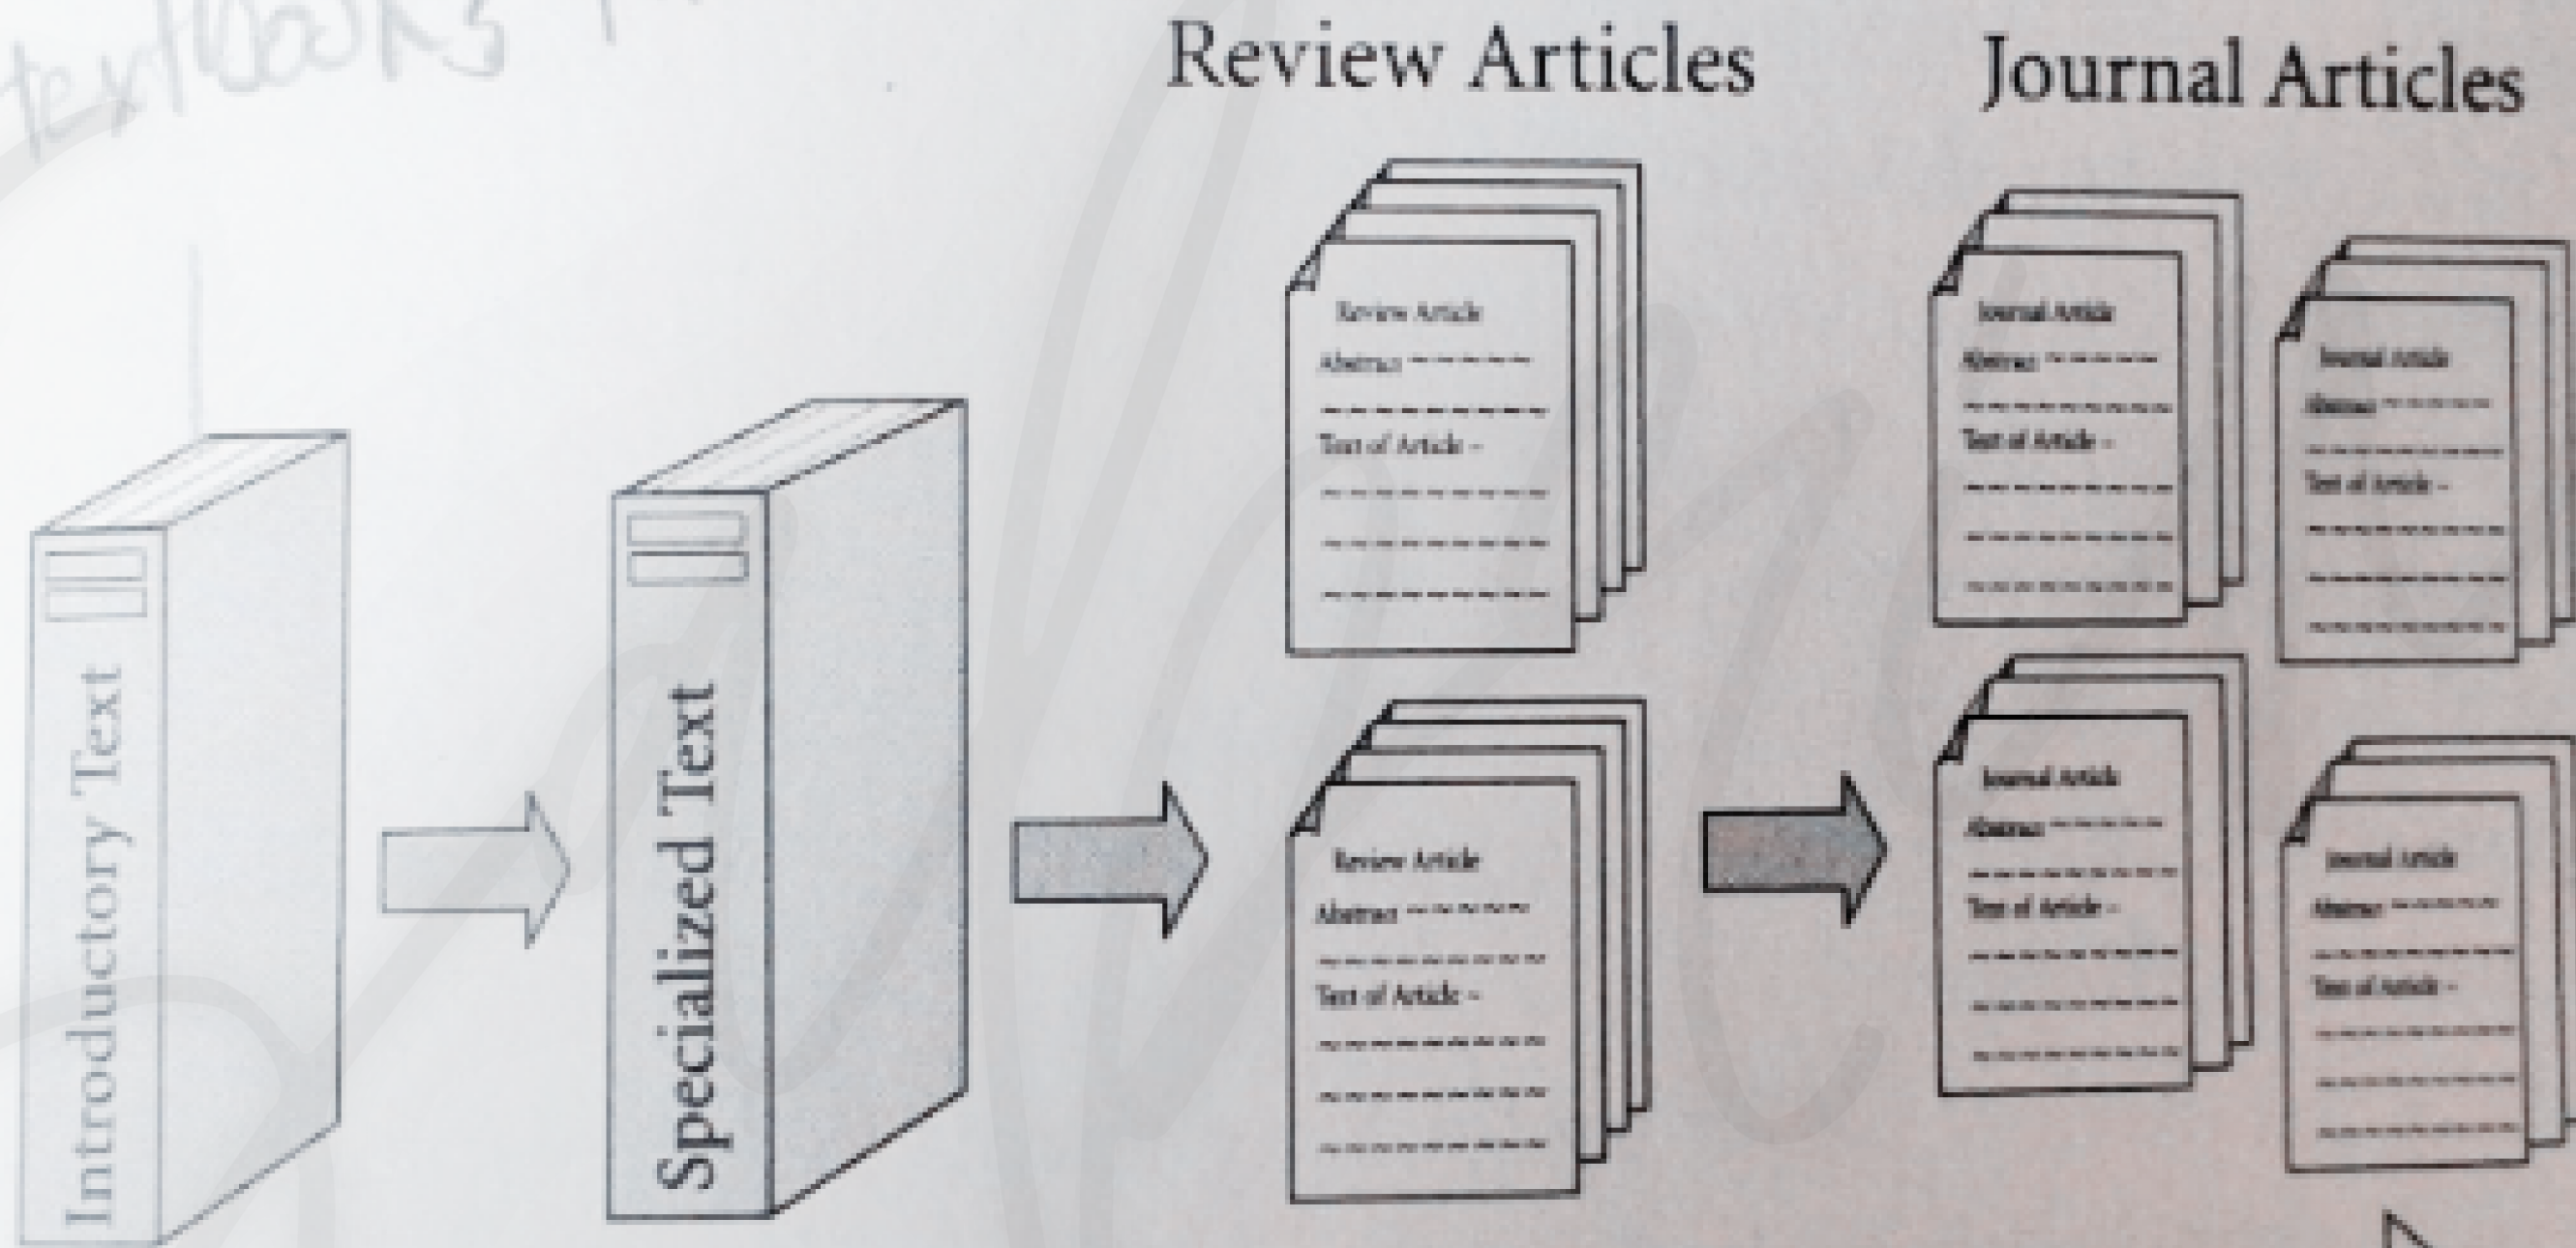 textbooks
Review Articles
Journal Articles
Introductory Text
Specialized Text
Review Article
Abstract
Text of Article –
Review Article
Abstract
Text of Article –
Journal Article
Abstract
Text of Article –
Journal Article
Abstract
Text of Article –
Journal Article
Abstract
Text of Article –
Journal Article
Abstract
Text of Article –